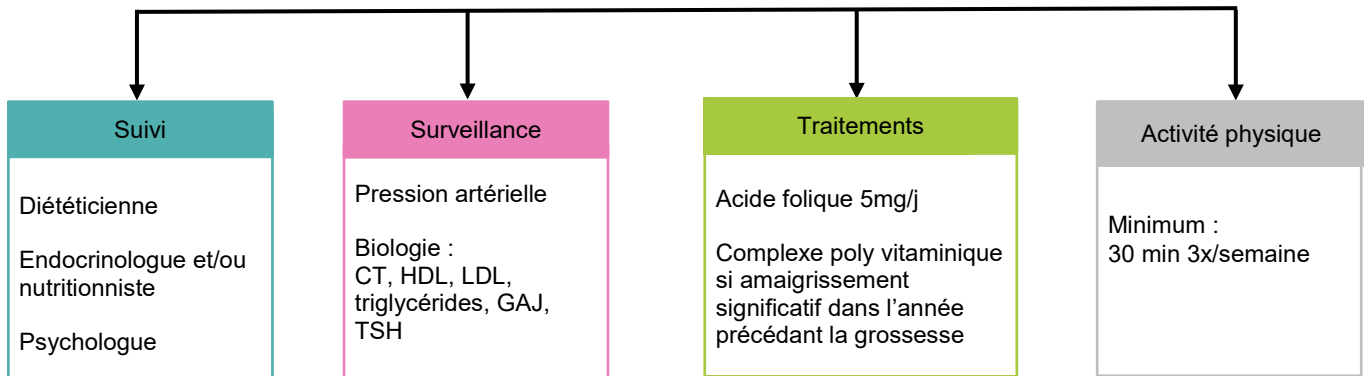 Suivi
Diététicienne
Endocrinologue et/ou
nutritionniste
Psychologue
Surveillance
Pression artérielle
Biologie :
CT, HDL, LDL,
triglycérides, GAJ,
TSH
Traitements
Acide folique 5mg/j
Complexe poly vitaminique
si amaigrissement
significatif dans l’année
précédant la grossesse
Activité physique
Minimum :
30 min 3x/semaine